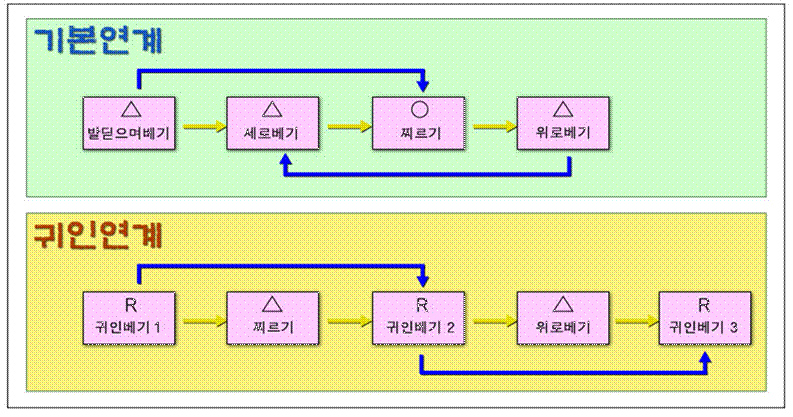 기본연계
△ △ ○ △
발딛으며베기 세로베기 찌르기 위로베기
귀인연계
R △ R △ R
귀인베기 1 찌르기 귀인베기 2 위로베기 귀인베기 3